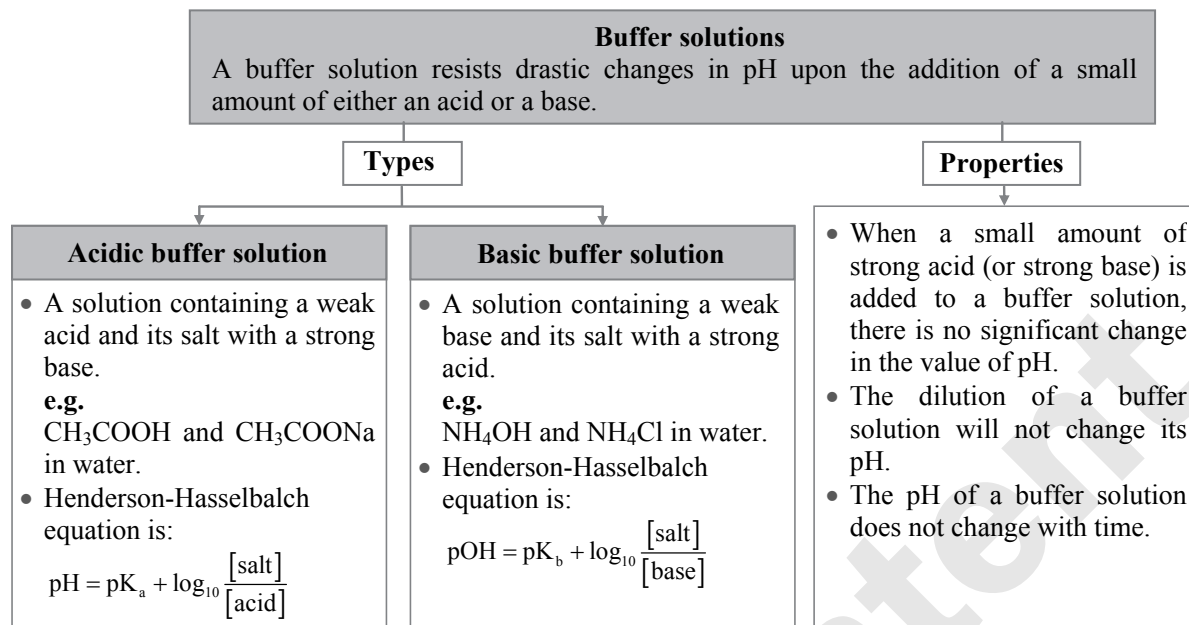 Buffer solutions
A buffer solution resists drastic changes in pH upon the addition of a small
amount of either an acid or a base.
Types
Properties
Acidic buffer solution
• A solution containing a weak
acid and its salt with a strong
base.
e.g.
CH₃COOH and CH₃COONa
in water.
• Henderson-Hasselbalch
equation is:
pH = pKₐ + log₁₀ [salt]/[acid]
Basic buffer solution
• A solution containing a weak
base and its salt with a strong
acid.
e.g.
NH₄OH and NH₄Cl in water.
• Henderson-Hasselbalch
equation is:
pOH = pK_b + log₁₀ [salt]/[base]
• When a small amount of
strong acid (or strong base) is
added to a buffer solution,
there is no significant change
in the value of pH.
• The dilution of a buffer
solution will not change its
pH.
• The pH of a buffer solution
does not change with time.